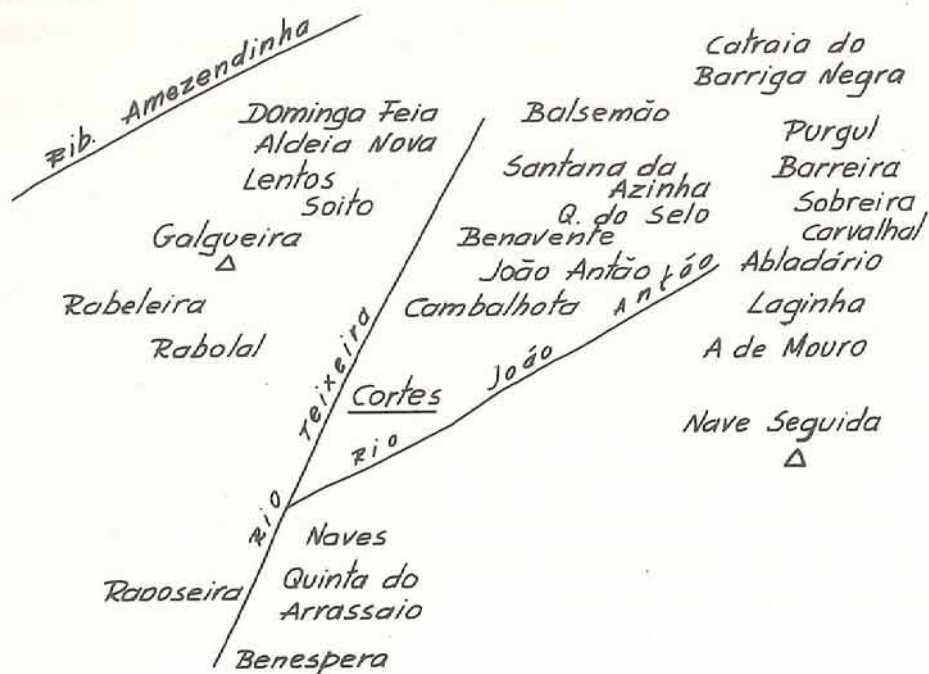 Rib. Amezendinha
Catraia do
Barriga Negra
Dominga Feia
Aldeia Nova
Lentos
Soito
Galgueira
Rabeleira
Rabolal
Balsemão
Santana da
Azinha
Q. do Selo
Benavente
João Antão
Cambalhota
Purgul
Barreira
Sobreira
Carvalhal
Abladário
Laginha
A de Mouro
Nave Seguida
Rio Teixeira
Cortes
Rio João Antão
Naves
Raposeira
Quinta do
Arrassaio
Benespera